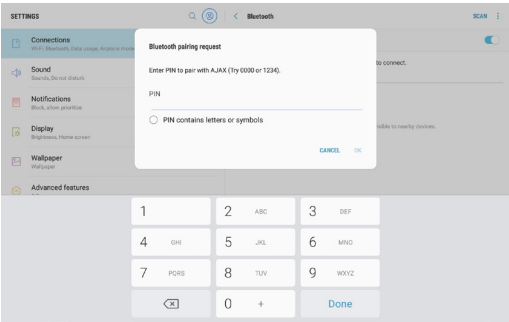 SETTINGS
Bluetooth
SCAN
Connections
Wi-Fi, Bluetooth, Data usage, Airplane mode
Sound
Sounds, Do not disturb
Notifications
Block, allow, prioritize
Display
Brightness, Home screen
Wallpaper
Wallpaper
Advanced features
Bluetooth pairing request
Enter PIN to pair with AJAX (Try 0000 or 1234).
PIN
PIN contains letters or symbols
CANCEL OK
to connect.
visible to nearby devices.
1 2 ABC 3 DEF
4 GHI 5 JKL 6 MNO
7 PQRS 8 TUV 9 WXYZ
0 + Done